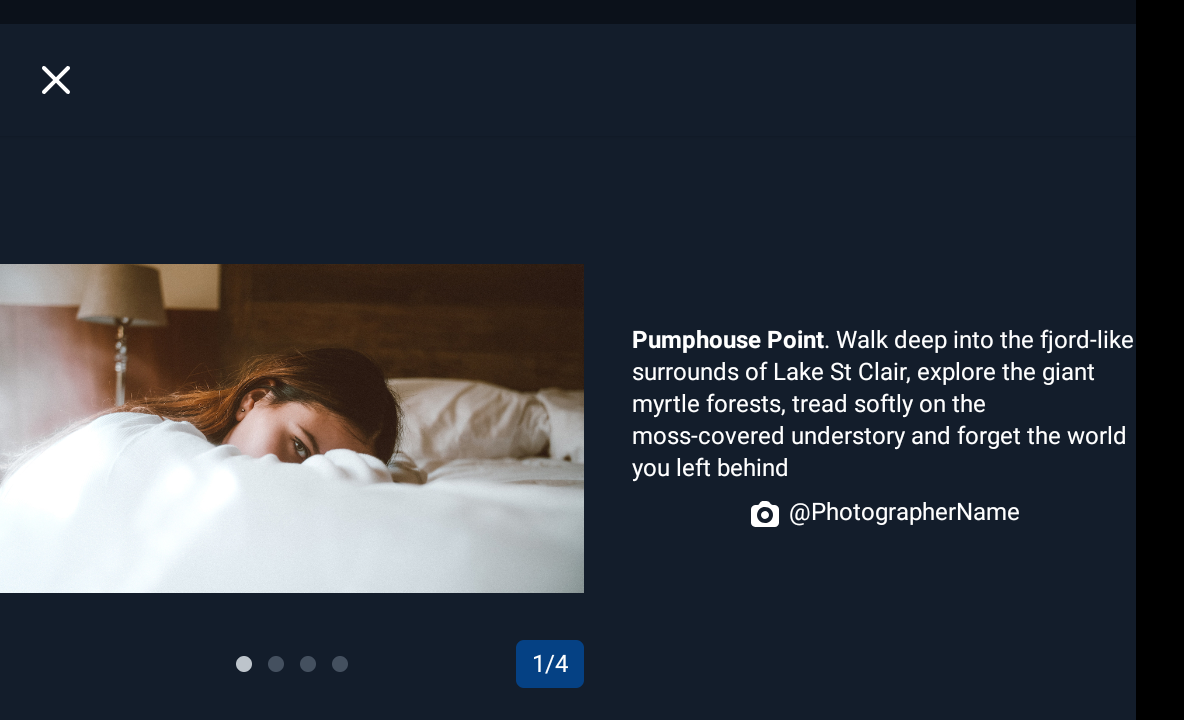 Pumphouse Point. Walk deep into the fjord-like
surrounds of Lake St Clair, explore the giant
myrtle forests, tread softly on the
moss-covered understory and forget the world
you left behind
@PhotographerName
1/4